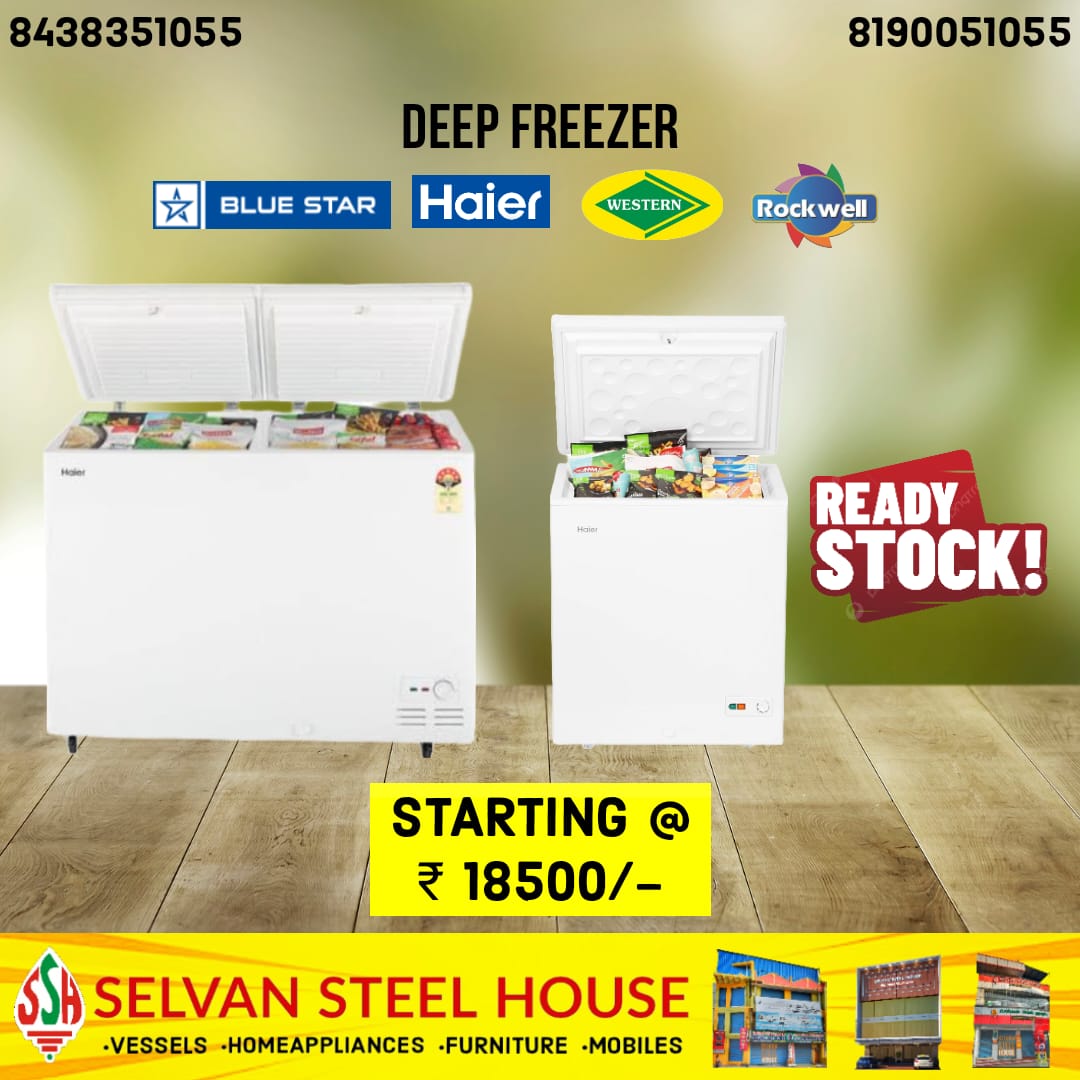 8438351055 8190051055
DEEP FREEZER
BLUE STAR Haier WESTERN Rockwell
Haier
Haier
READY
STOCK!
STARTING @
₹ 18500/-
SSH SELVAN STEEL HOUSE
·VESSELS ·HOMEAPPLIANCES ·FURNITURE ·MOBILES